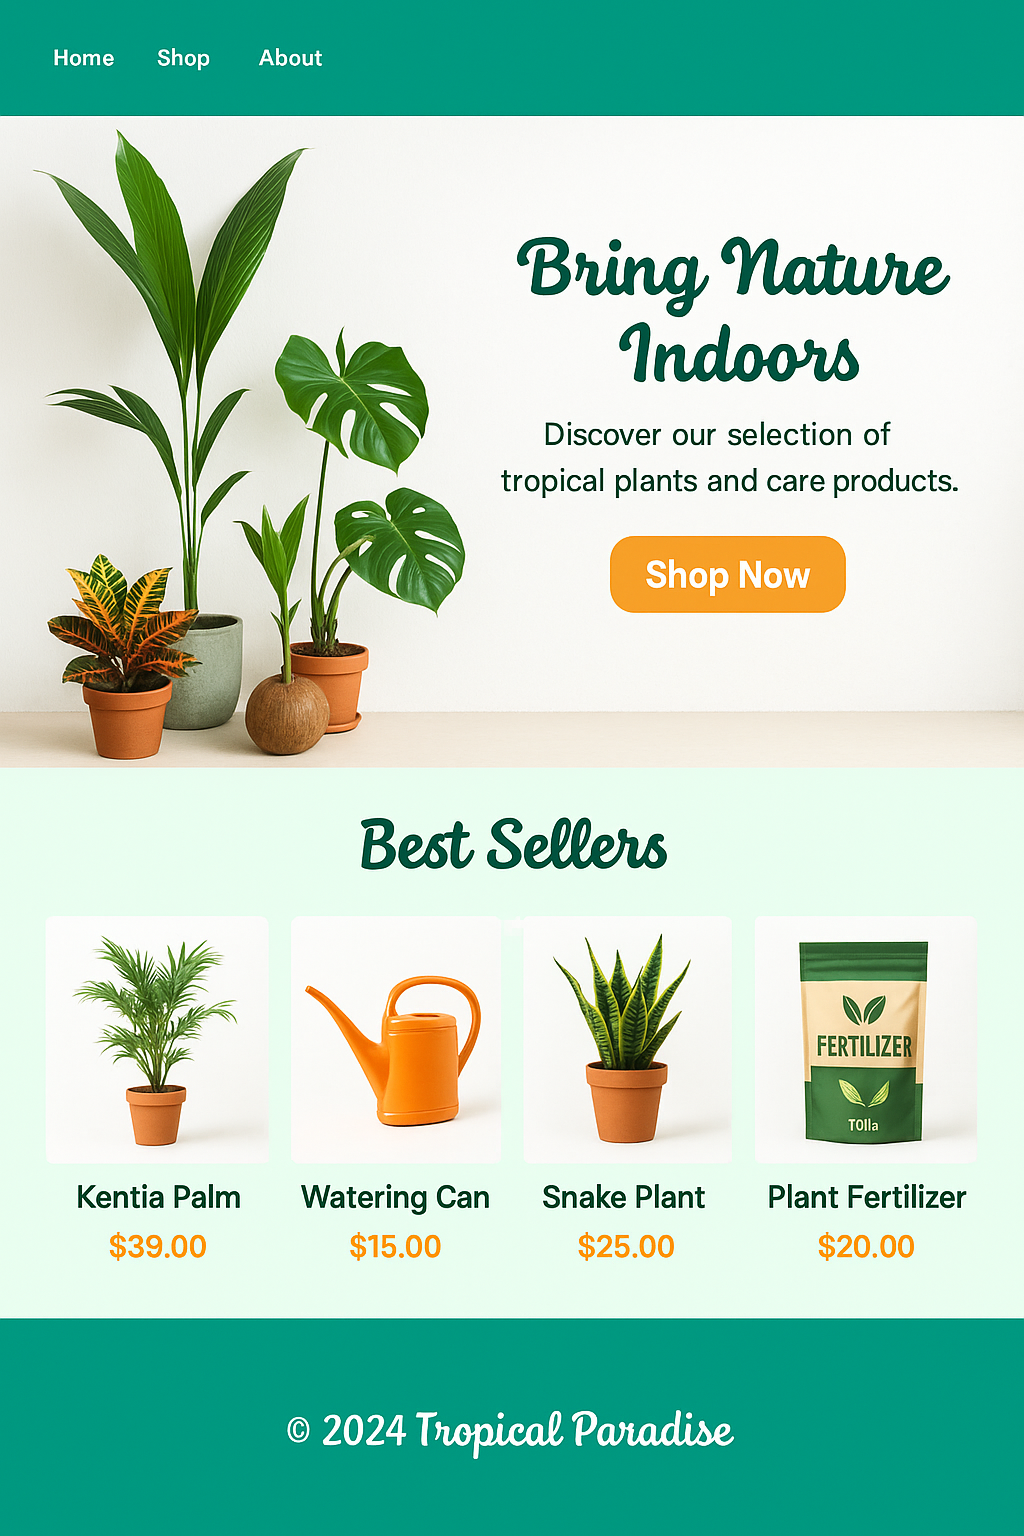 Home Shop About
Bring Nature
Indoors
Discover our selection of
tropical plants and care products.
Shop Now
Best Sellers
FERTILIZER
TOlla
Kentia Palm
$39.00
Watering Can
$15.00
Snake Plant
$25.00
Plant Fertilizer
$20.00
© 2024 Tropical Paradise